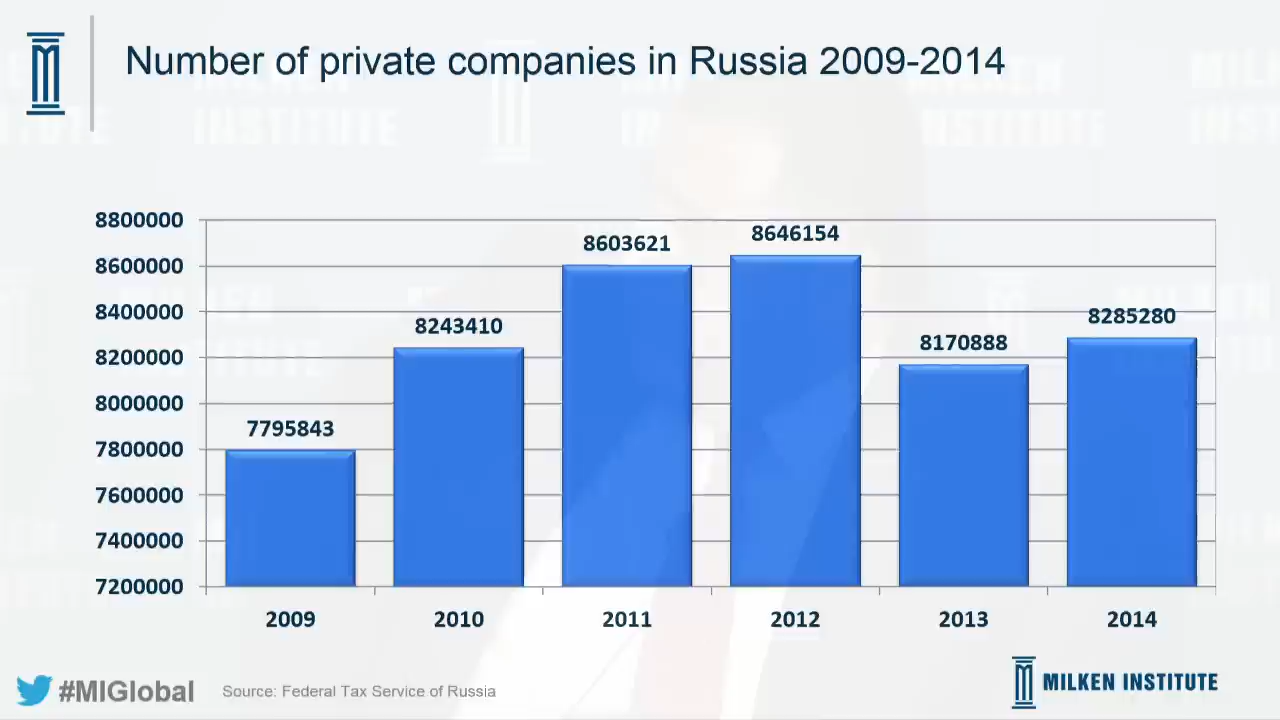 Number of private companies in Russia 2009-2014
MILKEN
INSTITUTE
8800000
8600000
8400000
8200000
8000000
7800000
7600000
7400000
7200000
7795843
8243410
8603621
8646154
8170888
8285280
2009 2010 2011 2012 2013 2014
#MIGlobal
Source: Federal Tax Service of Russia
MILKEN INSTITUTE